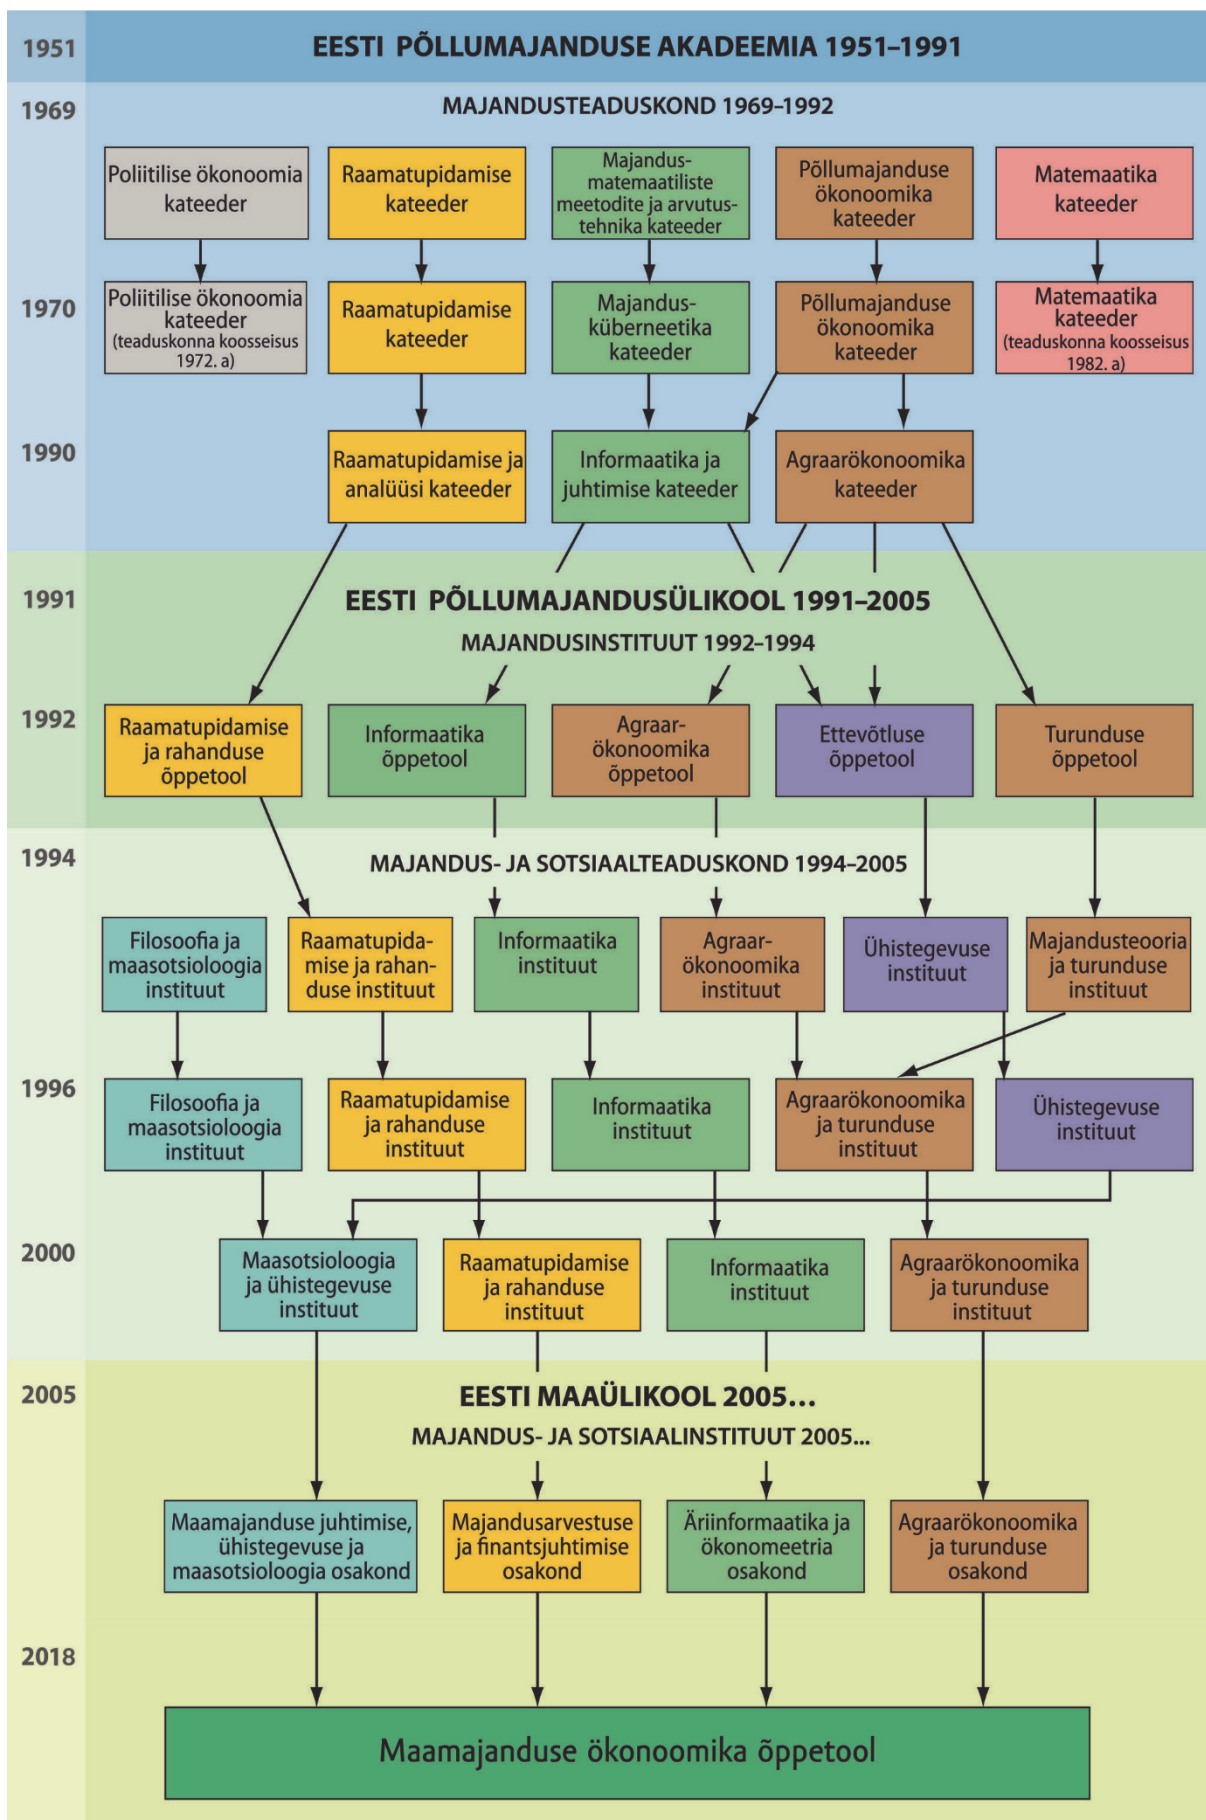 1951
EESTI PÕLLUMAJANDUSE AKADEEMIA 1951–1991
1969
MAJANDUSTEADUSKOND 1969–1992
Poliitilise ökonoomia
kateeder
Raamatupidamise
kateeder
Majandus-
matemaatiliste
meetodite ja arvutus-
tehnika kateeder
Põllumajanduse
ökonoomika
kateeder
Matemaatika
kateeder
1970
Poliitilise ökonoomia
kateeder
(teaduskonna koosseisus
1972. a)
Raamatupidamise
kateeder
Majandus-
küberneetika
kateeder
Põllumajanduse
ökonoomika
kateeder
Matemaatika
kateeder
(teaduskonna koosseisus
1982. a)
1990
Raamatupidamise ja
analüüsi kateeder
Informaatika ja
juhtimise kateeder
Agraarökonoomika
kateeder
1991
EESTI PÕLLUMAJANDUSÜLIKOOL 1991–2005
MAJANDUSINSTITUUT 1992–1994
1992
Raamatupidamise
ja rahanduse
õppetool
Informaatika
õppetool
Agraar-
ökonoomika
õppetool
Ettevõtluse
õppetool
Turunduse
õppetool
1994
MAJANDUS- JA SOTSIAALTEADUSKOND 1994–2005
Filosoofia ja
maasotsioloogia
instituut
Raamatupida-
mise ja rahan-
duse instituut
Informaatika
instituut
Agraar-
ökonoomika
instituut
Ühistegevuse
instituut
Majandusteooria
ja turunduse
instituut
1996
Filosoofia ja
maasotsioloogia
instituut
Raamatupidamise
ja rahanduse
instituut
Informaatika
instituut
Agraarökonoomika
ja turunduse
instituut
Ühistegevuse
instituut
2000
Maasotsioloogia
ja ühistegevuse
instituut
Raamatupidamise
ja rahanduse
instituut
Informaatika
instituut
Agraarökonoomika
ja turunduse
instituut
2005
EESTI MAAÜLIKOOL 2005...
MAJANDUS- JA SOTSIAALINSTITUUT 2005...
Maamajanduse juhtimise,
ühistegevuse ja
maasotsioloogia osakond
Majandusarvestuse
ja finantsjuhtimise
osakond
Äriinformaatika ja
ökonomeetria
osakond
Agraarökonoomika
ja turunduse
osakond
2018
Maamajanduse ökonoomika õppetool